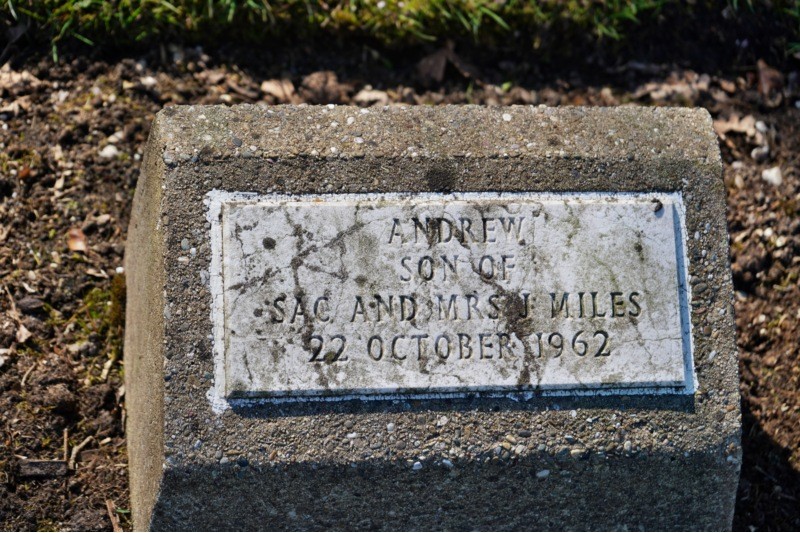 ANDREW
SON OF
SAC AND MRS J MILES
22 OCTOBER 1962